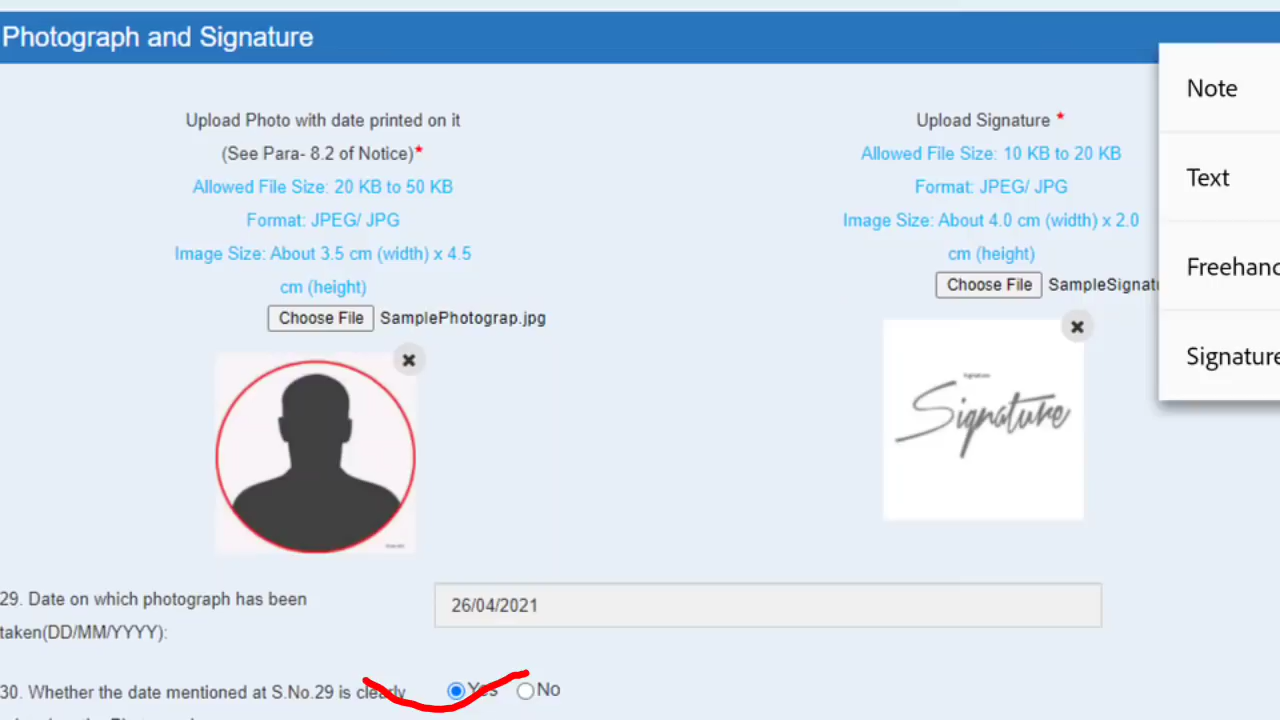 Photograph and Signature
Upload Photo with date printed on it
(See Para- 8.2 of Notice)*
Allowed File Size: 20 KB to 50 KB
Format: JPEG/ JPG
Image Size: About 3.5 cm (width) x 4.5
cm (height)
Choose File SamplePhotograp.jpg
Upload Signature *
Allowed File Size: 10 KB to 20 KB
Format: JPEG/ JPG
Image Size: About 4.0 cm (width) x 2.0
cm (height)
Choose File SampleSignat
Signature
Signature
Note
Text
Freehand
Signature
29. Date on which photograph has been
taken(DD/MM/YYYY):
26/04/2021
30. Whether the date mentioned at S.No.29 is clearly
Yes No